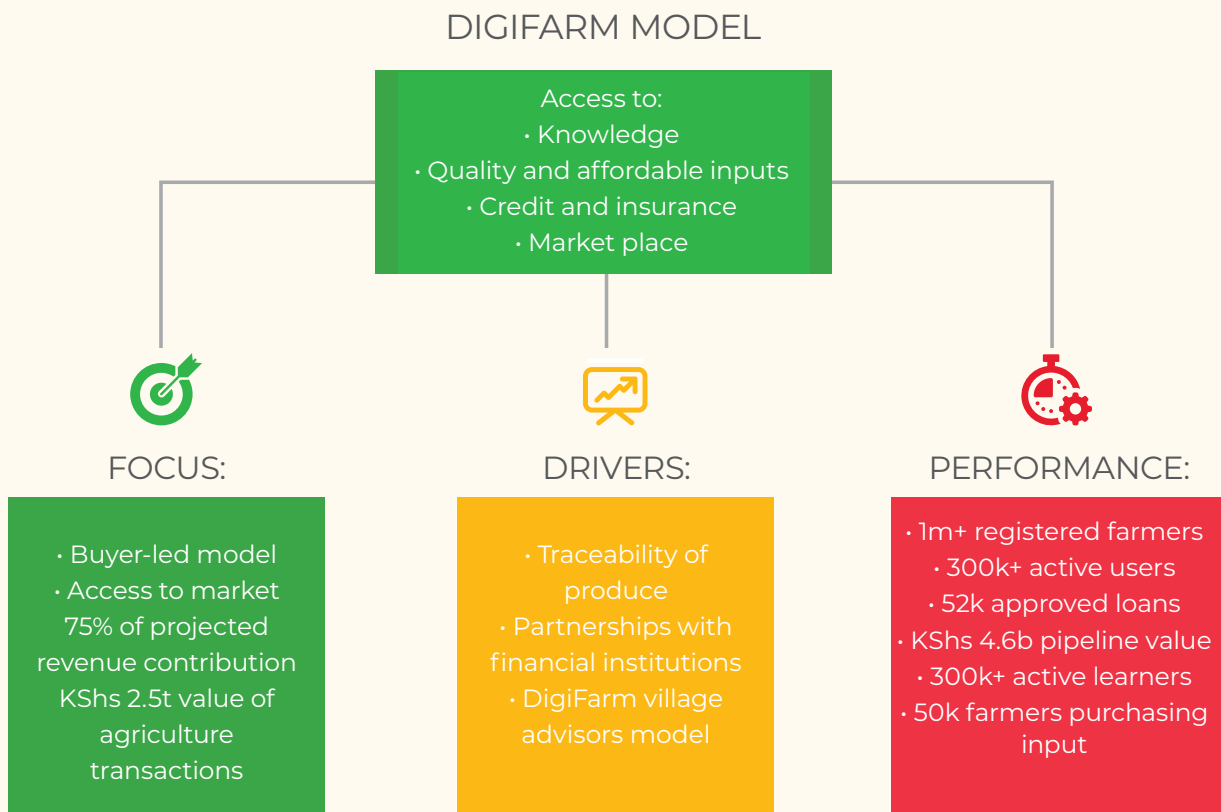 DIGIFARM MODEL
Access to:
• Knowledge
• Quality and affordable inputs
• Credit and insurance
• Market place
FOCUS:
• Buyer-led model
• Access to market
75% of projected
revenue contribution
KShs 2.5t value of
agriculture
transactions
DRIVERS:
• Traceability of
produce
• Partnerships with
financial institutions
• DigiFarm village
advisors model
PERFORMANCE:
• 1m+ registered farmers
• 300k+ active users
• 52k approved loans
• KShs 4.6b pipeline value
• 300k+ active learners
• 50k farmers purchasing
input